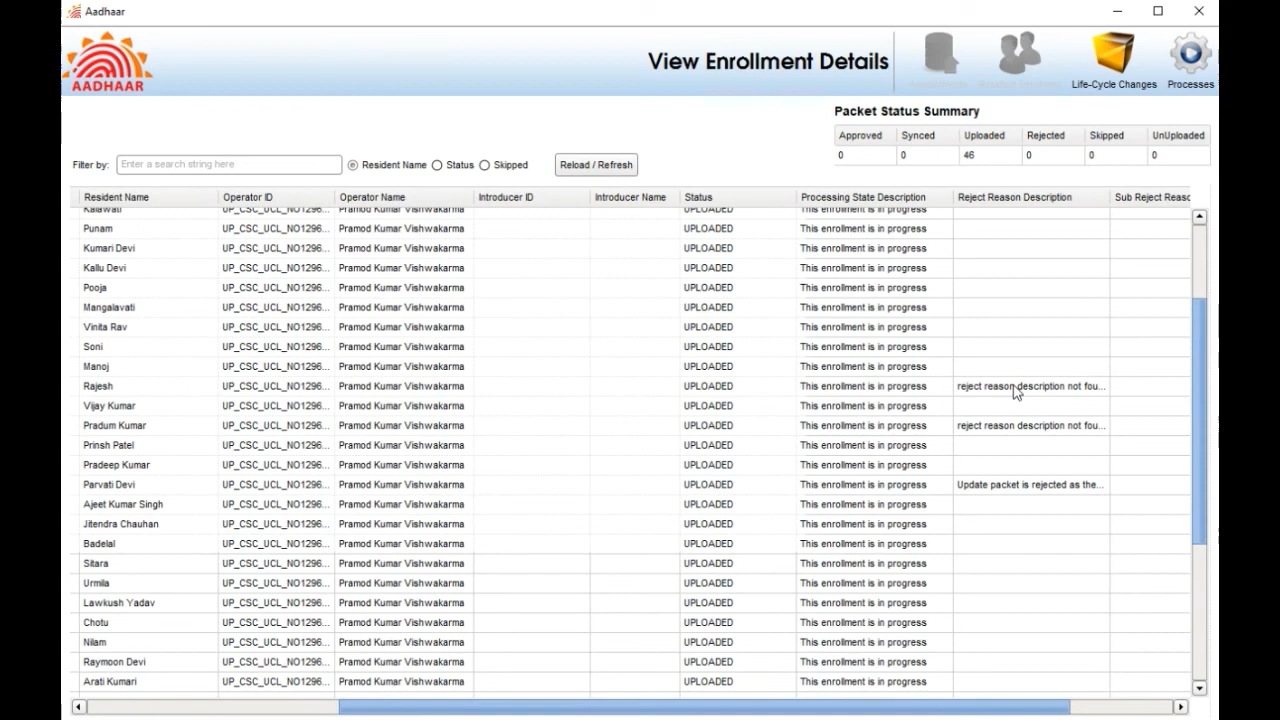 Aadhaar
AADHAAR
View Enrollment Details
Life-Cycle Changes
Processes
Packet Status Summary
Approved Synced Uploaded Rejected Skipped UnUploaded
0 0 46 0 0 0
Filter by: Enter a search string here Resident Name Status Skipped Reload / Refresh
Resident Name Operator ID Operator Name Introducer ID Introducer Name Status Processing State Description Reject Reason Description Sub Reject Reasc
Kalawati UP_CSC_UCL_NO1296... Pramod Kumar Vishwakarma UPLOADED This enrollment is in progress
Punam UP_CSC_UCL_NO1296... Pramod Kumar Vishwakarma UPLOADED This enrollment is in progress
Kumari Devi UP_CSC_UCL_NO1296... Pramod Kumar Vishwakarma UPLOADED This enrollment is in progress
Kallu Devi UP_CSC_UCL_NO1296... Pramod Kumar Vishwakarma UPLOADED This enrollment is in progress
Pooja UP_CSC_UCL_NO1296... Pramod Kumar Vishwakarma UPLOADED This enrollment is in progress
Mangalavati UP_CSC_UCL_NO1296... Pramod Kumar Vishwakarma UPLOADED This enrollment is in progress
Vinita Rav UP_CSC_UCL_NO1296... Pramod Kumar Vishwakarma UPLOADED This enrollment is in progress
Soni UP_CSC_UCL_NO1296... Pramod Kumar Vishwakarma UPLOADED This enrollment is in progress
Manoj UP_CSC_UCL_NO1296... Pramod Kumar Vishwakarma UPLOADED This enrollment is in progress
Rajesh UP_CSC_UCL_NO1296... Pramod Kumar Vishwakarma UPLOADED This enrollment is in progress reject reason description not fou...
Vijay Kumar UP_CSC_UCL_NO1296... Pramod Kumar Vishwakarma UPLOADED This enrollment is in progress
Pradum Kumar UP_CSC_UCL_NO1296... Pramod Kumar Vishwakarma UPLOADED This enrollment is in progress reject reason description not fou...
Prinsh Patel UP_CSC_UCL_NO1296... Pramod Kumar Vishwakarma UPLOADED This enrollment is in progress
Pradeep Kumar UP_CSC_UCL_NO1296... Pramod Kumar Vishwakarma UPLOADED This enrollment is in progress
Parvati Devi UP_CSC_UCL_NO1296... Pramod Kumar Vishwakarma UPLOADED This enrollment is in progress Update packet is rejected as the...
Ajeet Kumar Singh UP_CSC_UCL_NO1296... Pramod Kumar Vishwakarma UPLOADED This enrollment is in progress
Jitendra Chauhan UP_CSC_UCL_NO1296... Pramod Kumar Vishwakarma UPLOADED This enrollment is in progress
Badelal UP_CSC_UCL_NO1296... Pramod Kumar Vishwakarma UPLOADED This enrollment is in progress
Sitara UP_CSC_UCL_NO1296... Pramod Kumar Vishwakarma UPLOADED This enrollment is in progress
Urmila UP_CSC_UCL_NO1296... Pramod Kumar Vishwakarma UPLOADED This enrollment is in progress
Lawkush Yadav UP_CSC_UCL_NO1296... Pramod Kumar Vishwakarma UPLOADED This enrollment is in progress
Chotu UP_CSC_UCL_NO1296... Pramod Kumar Vishwakarma UPLOADED This enrollment is in progress
Nilam UP_CSC_UCL_NO1296... Pramod Kumar Vishwakarma UPLOADED This enrollment is in progress
Raymoon Devi UP_CSC_UCL_NO1296... Pramod Kumar Vishwakarma UPLOADED This enrollment is in progress
Arati Kumari UP_CSC_UCL_NO1296... Pramod Kumar Vishwakarma UPLOADED This enrollment is in progress